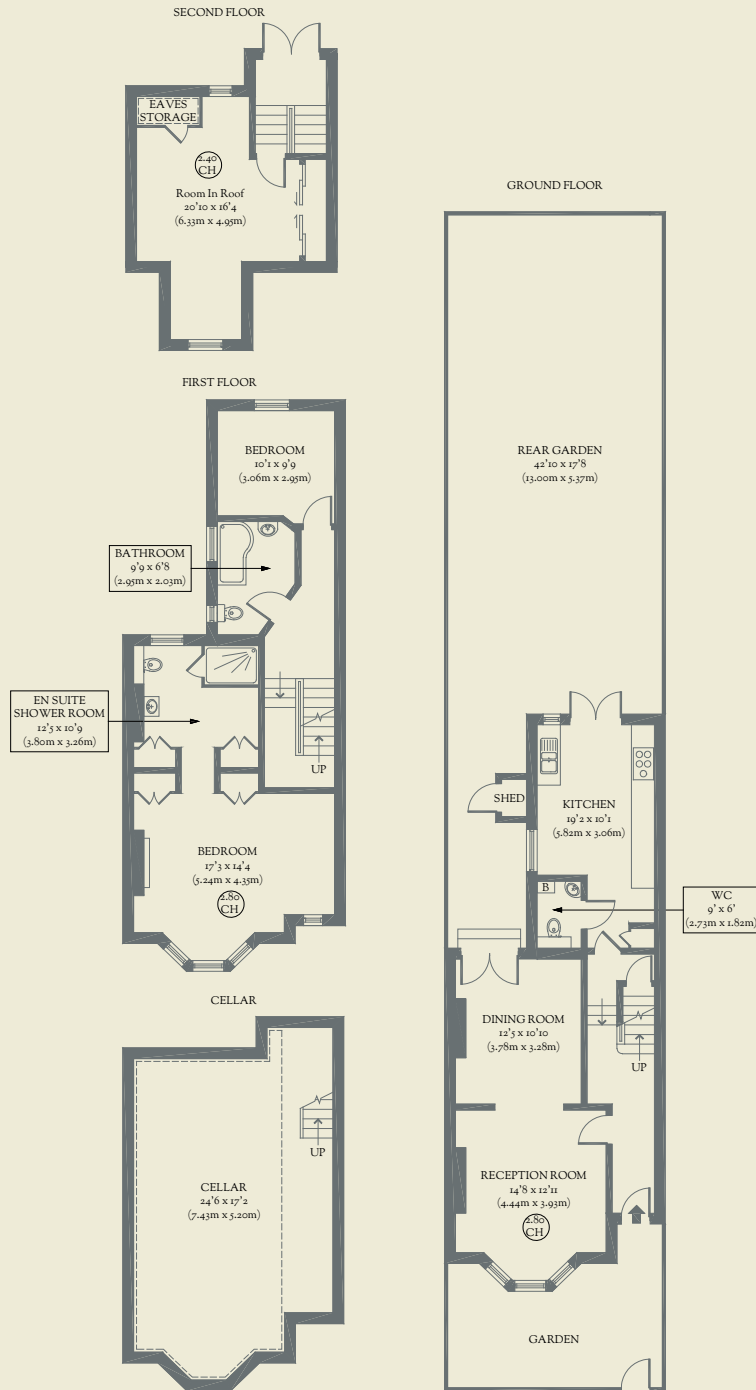 SECOND FLOOR
EAVES
STORAGE
2.40
CH
Room In Roof
20'10 x 16'4
(6.33m x 4.95m)
FIRST FLOOR
BEDROOM
10'1 x 9'9
(3.06m x 2.95m)
BATHROOM
9'9 x 6'8
(2.95m x 2.03m)
EN SUITE
SHOWER ROOM
12'5 x 10'9
(3.80m x 3.26m)
UP
BEDROOM
17'3 x 14'4
(5.24m x 4.35m)
2.80
CH
CELLAR
UP
CELLAR
24'6 x 17'2
(7.43m x 5.20m)
GROUND FLOOR
REAR GARDEN
42'10 x 17'8
(13.00m x 5.37m)
SHED
KITCHEN
19'2 x 10'1
(5.82m x 3.06m)
B
WC
9' x 6'
(2.73m x 1.82m)
DINING ROOM
12'5 x 10'10
(3.78m x 3.28m)
UP
RECEPTION ROOM
14'8 x 12'11
(4.44m x 3.93m)
2.80
CH
GARDEN